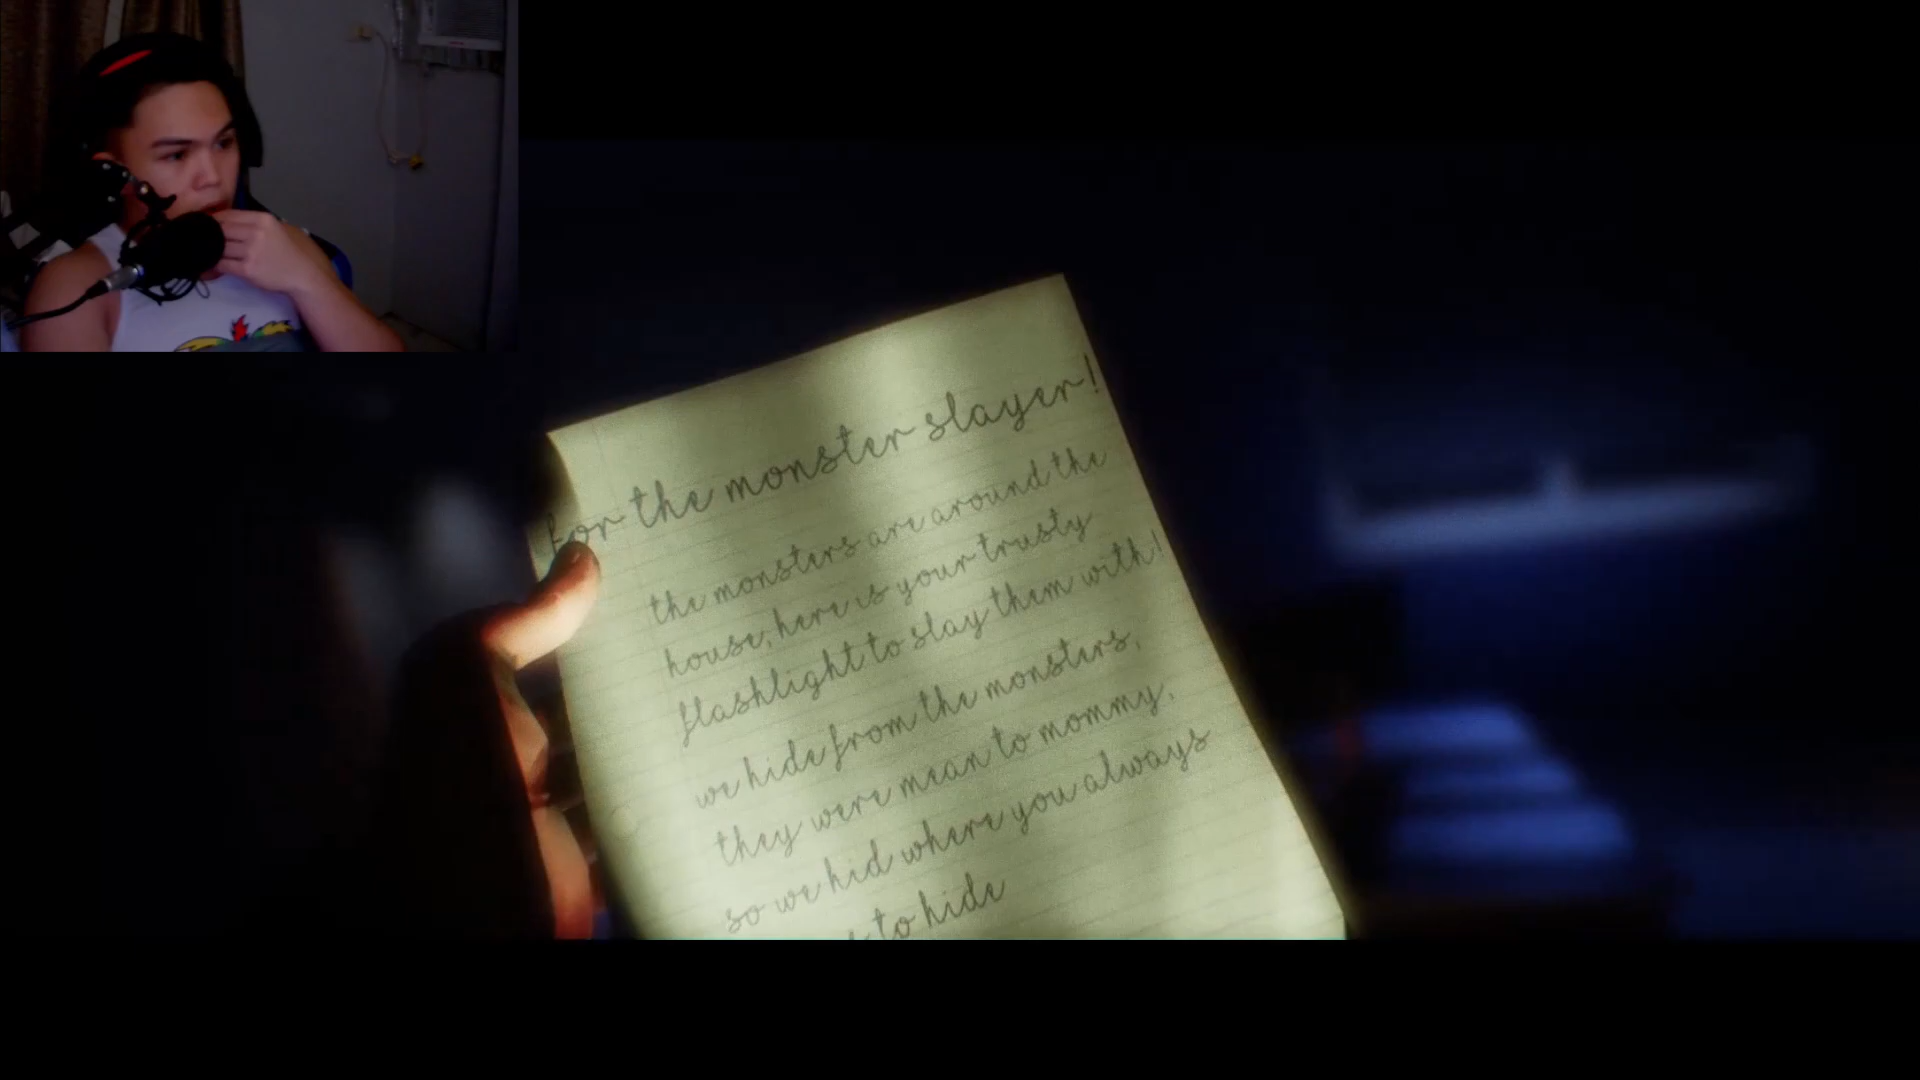 for the monster slayer!
the monsters are around the
house, here is your trusty
flashlight to slay them with!
we hide from the monsters,
they were mean to mommy,
so we hid where you always
to hide